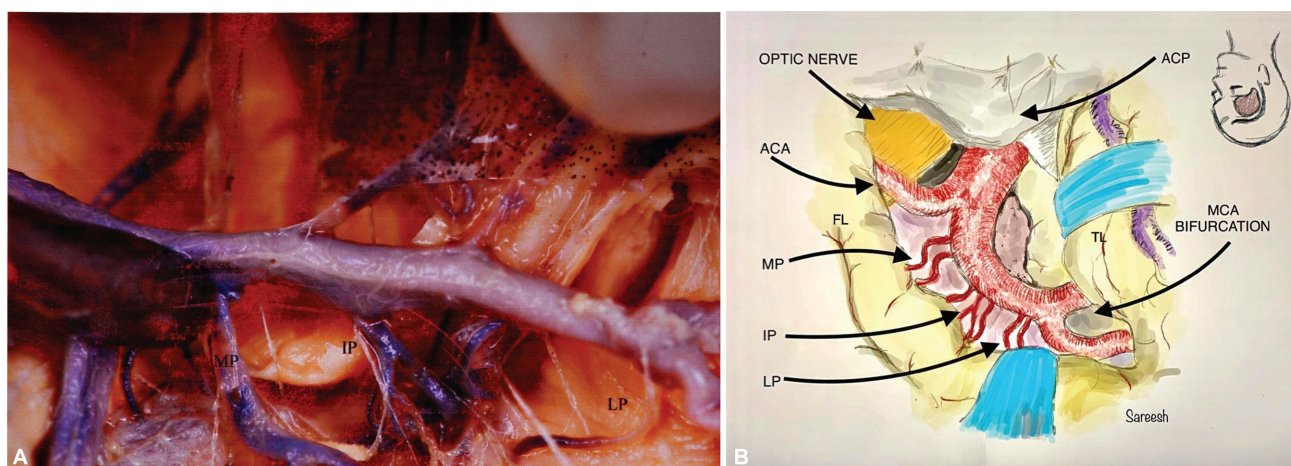 MP
IP
LP
A
OPTIC NERVE
ACP
ACA
FL
MCA
BIFURCATION
TL
MP
IP
LP
Sareesh
B